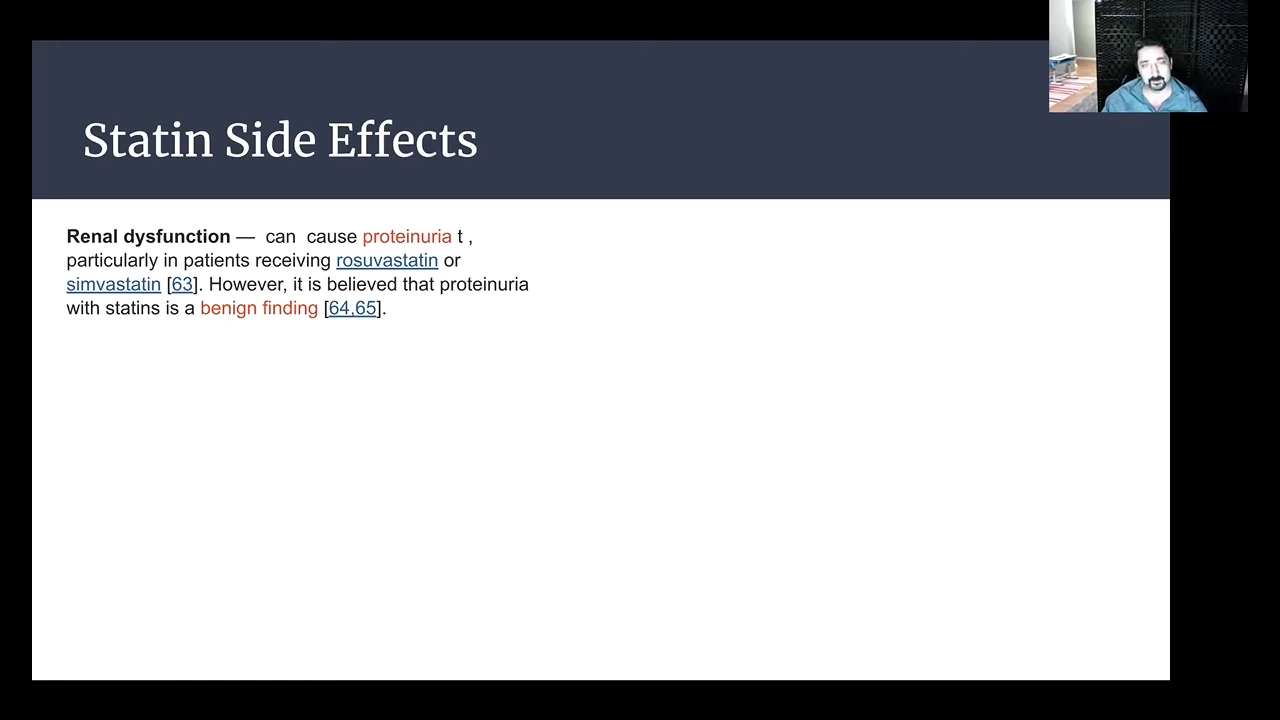 Statin Side Effects
Renal dysfunction — can cause proteinuria t ,
particularly in patients receiving rosuvastatin or
simvastatin [63]. However, it is believed that proteinuria
with statins is a benign finding [64,65].